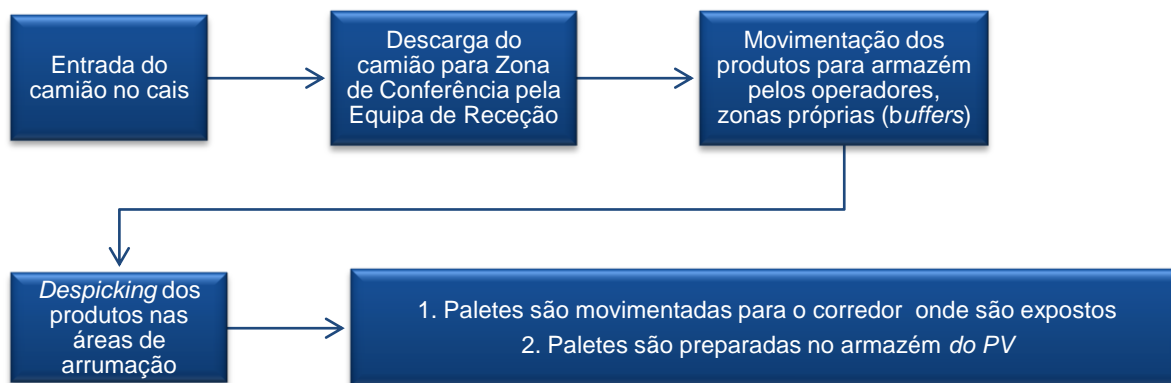 Entrada do
camião no cais
Descarga do
camião para Zona
de Conferência pela
Equipa de Receção
Movimentação dos
produtos para armazém
pelos operadores,
zonas próprias (buffers)
Despicking dos
produtos nas
áreas de
arrumação
1. Paletes são movimentadas para o corredor onde são expostos
2. Paletes são preparadas no armazém do PV